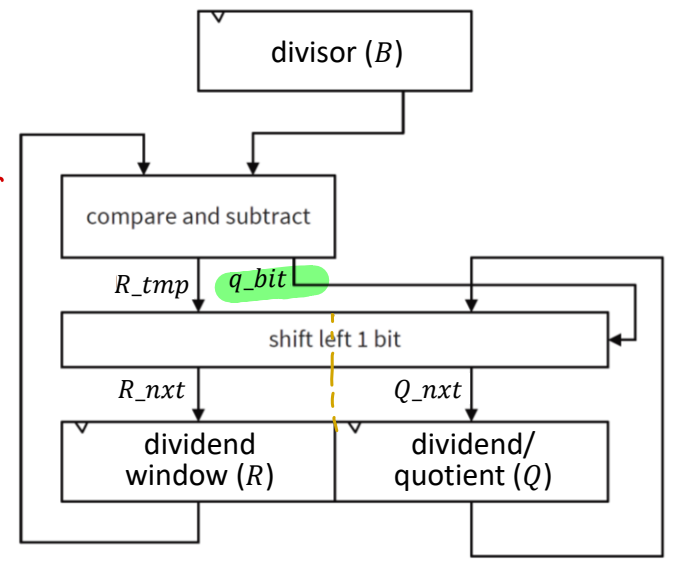 divisor (B)
compare and subtract
R_tmp
q_bit
shift left 1 bit
R_nxt
Q_nxt
dividend
window (R)
dividend/
quotient (Q)